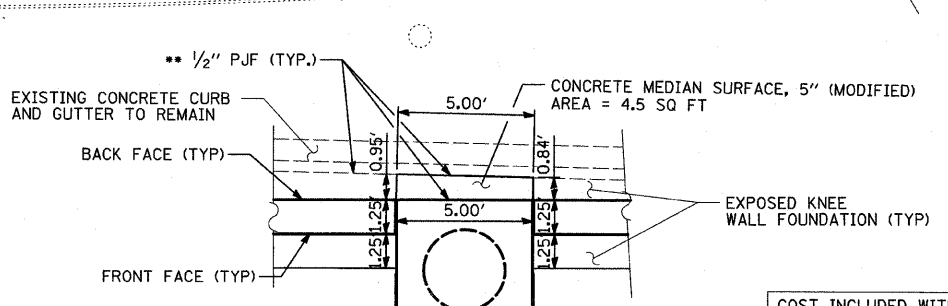 ** 1/2" PJF (TYP.)
EXISTING CONCRETE CURB
AND GUTTER TO REMAIN
5.00'
CONCRETE MEDIAN SURFACE, 5" (MODIFIED)
AREA = 4.5 SQ FT
BACK FACE (TYP)
0.95'
0.84'
5.00'
1.25'
1.25'
EXPOSED KNEE
WALL FOUNDATION (TYP)
1.25'
1.25'
FRONT FACE (TYP)
COST INCLUDED